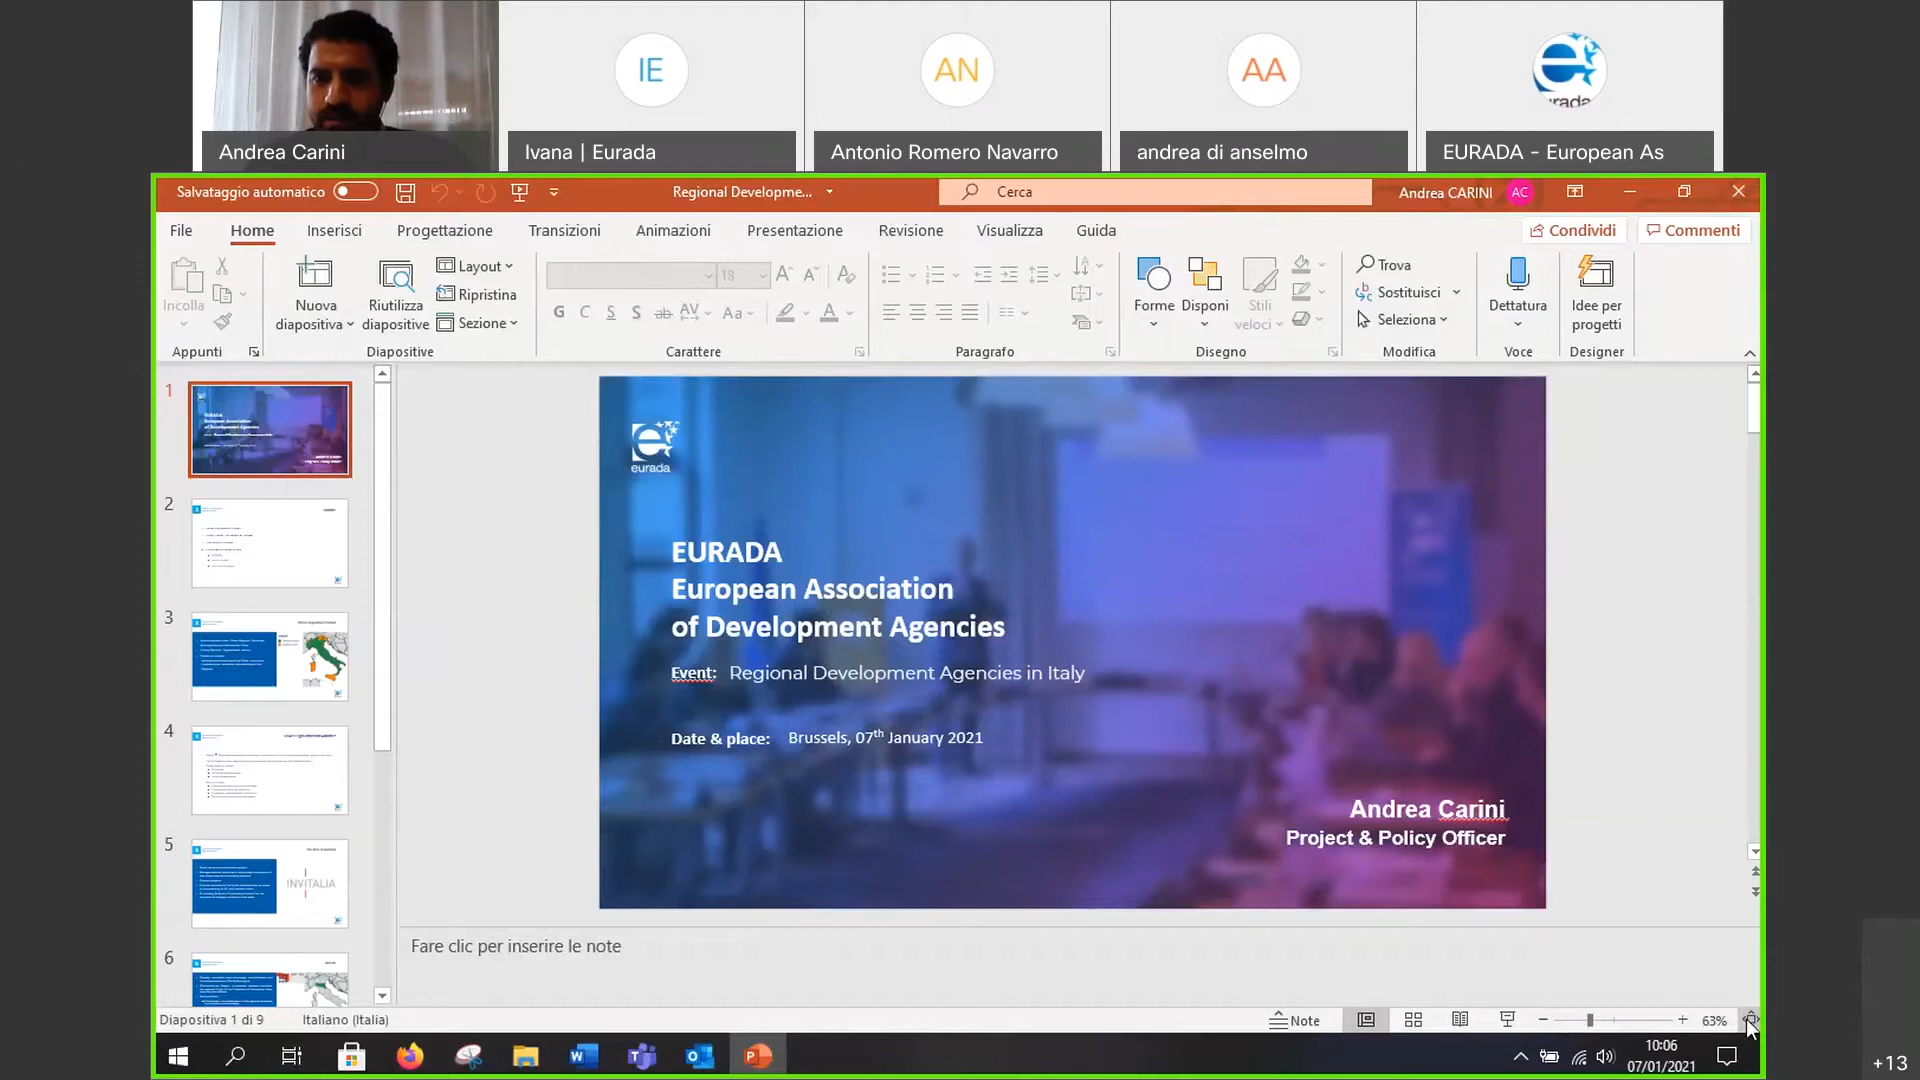 IE
AN
AA
eurada
Andrea Carini
Ivana | Eurada
Antonio Romero Navarro
andrea di anselmo
EURADA - European As
Salvataggio automatico
Regional Developme...
Cerca
Andrea CARINI
AC
File
Home
Inserisci
Progettazione
Transizioni
Animazioni
Presentazione
Revisione
Visualizza
Guida
Condividi
Commenti
Incolla
Nuova
diapositiva
Riutilizza
diapositive
Layout
Ripristina
Sezione
18
G C S S ab AV Aa A
Forme
Disponi
Stili
veloci
Trova
Sostituisci
Seleziona
Dettatura
Idee per
progetti
Appunti
Diapositive
Carattere
Paragrafo
Disegno
Modifica
Voce
Designer
1
2
3
4
5
INVITALIA
6
eurada
EURADA
European Association
of Development Agencies
Event: Regional Development Agencies in Italy
Date & place: Brussels, 07th January 2021
Andrea Carini
Project & Policy Officer
Fare clic per inserire le note
Diapositiva 1 di 9
Italiano (Italia)
Note
63%
10:06
07/01/2021
+13